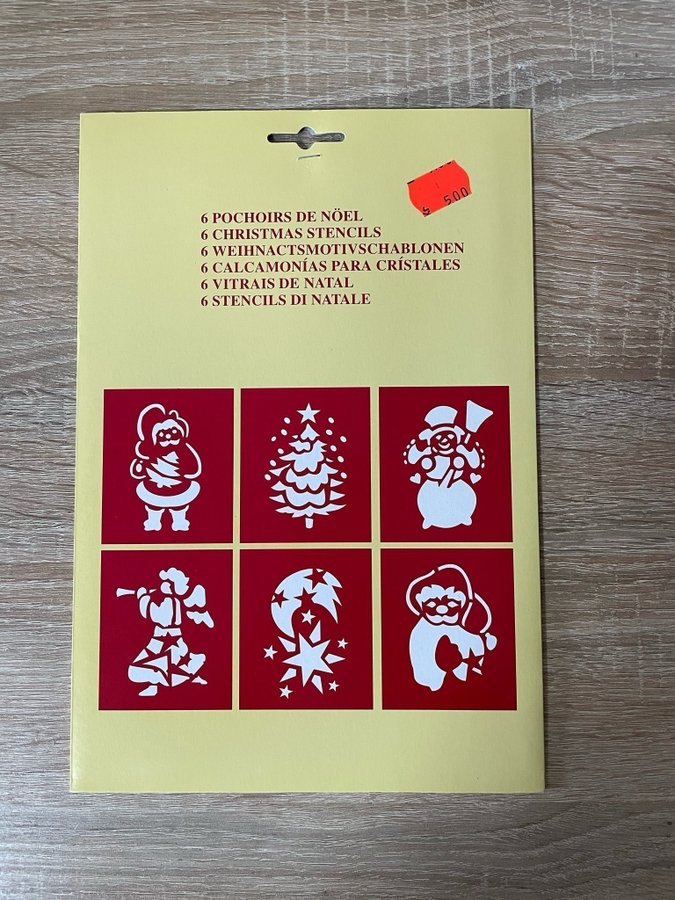 5.00
6 POCHOIRS DE NÖEL
6 CHRISTMAS STENCILS
6 WEIHNACTSMOTIVSCHABLONEN
6 CALCAMONÍAS PARA CRÍSTALES
6 VITRAIS DE NATAL
6 STENCILS DI NATALE